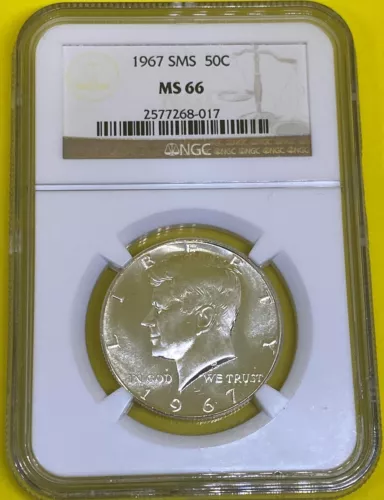 1967 SMS 50C
MS 66
2577268-017
NGC
LIBERTY
IN GOD WE TRUST
1967